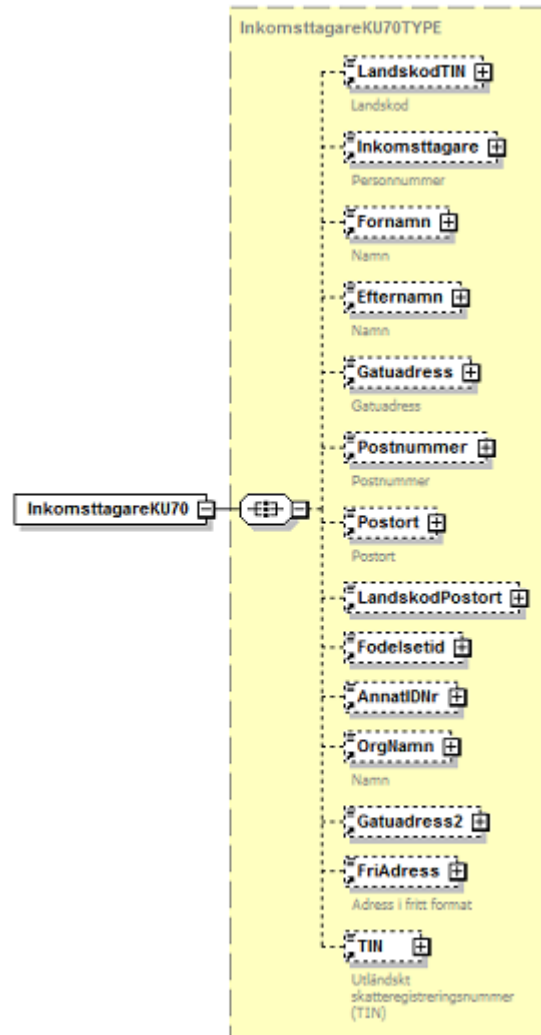 InkomsttagareKU70TYPE
LandskodTIN
Landskod
Inkomsttagare
Personnummer
Fornamn
Namn
Efternamn
Namn
Gatuadress
Gatuadress
Postnummer
Postnummer
InkomsttagareKU70
Postort
Postort
LandskodPostort
Fodelsetid
AnnatIDNr
OrgNamn
Namn
Gatuadress2
FriAdress
Adress i fritt format
TIN
Utländskt
skatteregistreringsnummer
(TIN)